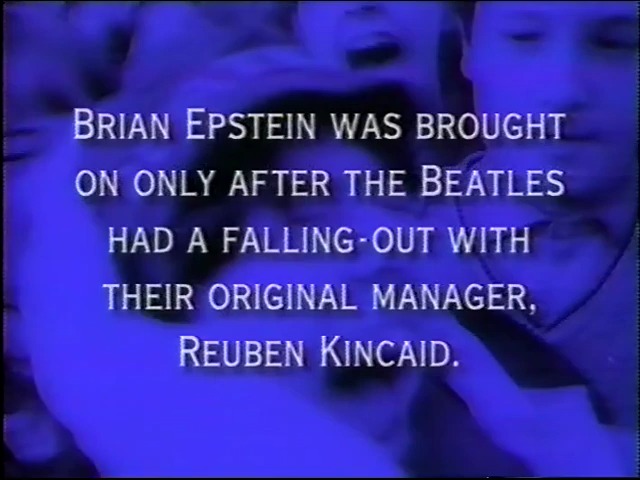 BRIAN EPSTEIN WAS BROUGHT
ON ONLY AFTER THE BEATLES
HAD A FALLING-OUT WITH
THEIR ORIGINAL MANAGER,
REUBEN KINCAID.